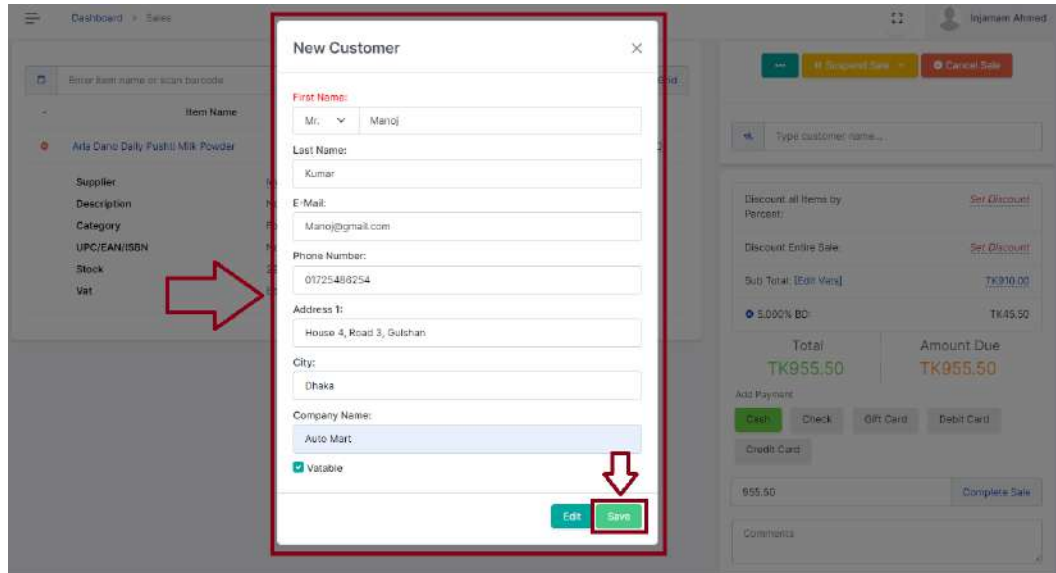 Dashboard > Sales
Injamam Ahmed
New Customer
Enter item name or scan barcode
Suspend Sale
Cancel Sale
Item Name
Arla Dano Daily Pushti Milk Powder
Supplier
Description
Category
UPC/EAN/ISBN
Stock
Vat
First Name:
Mr. Manoj
Last Name:
Kumar
E-Mail:
Manoj@gmail.com
Phone Number:
01725486254
Address 1:
House 4, Road 3, Gulshan
City:
Dhaka
Company Name:
Auto Mart
Vatable
Edit Save
Type customer name...
Discount all Items by Percent: Set Discount
Discount Entire Sale: Set Discount
Sub Total: [Edit Vats] TK910.00
5.000% BD: TK45.50
Total Amount Due
TK955.50 TK955.50
Add Payment
Cash Check Gift Card Debit Card
Credit Card
955.50 Complete Sale
Comments